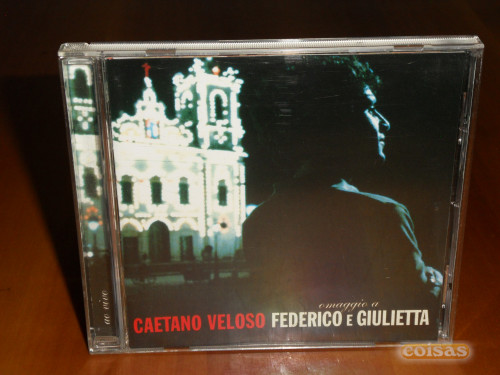 omaggio a
CAETANO VELOSO FEDERICO E GIULIETTA
ao vivo
coisas